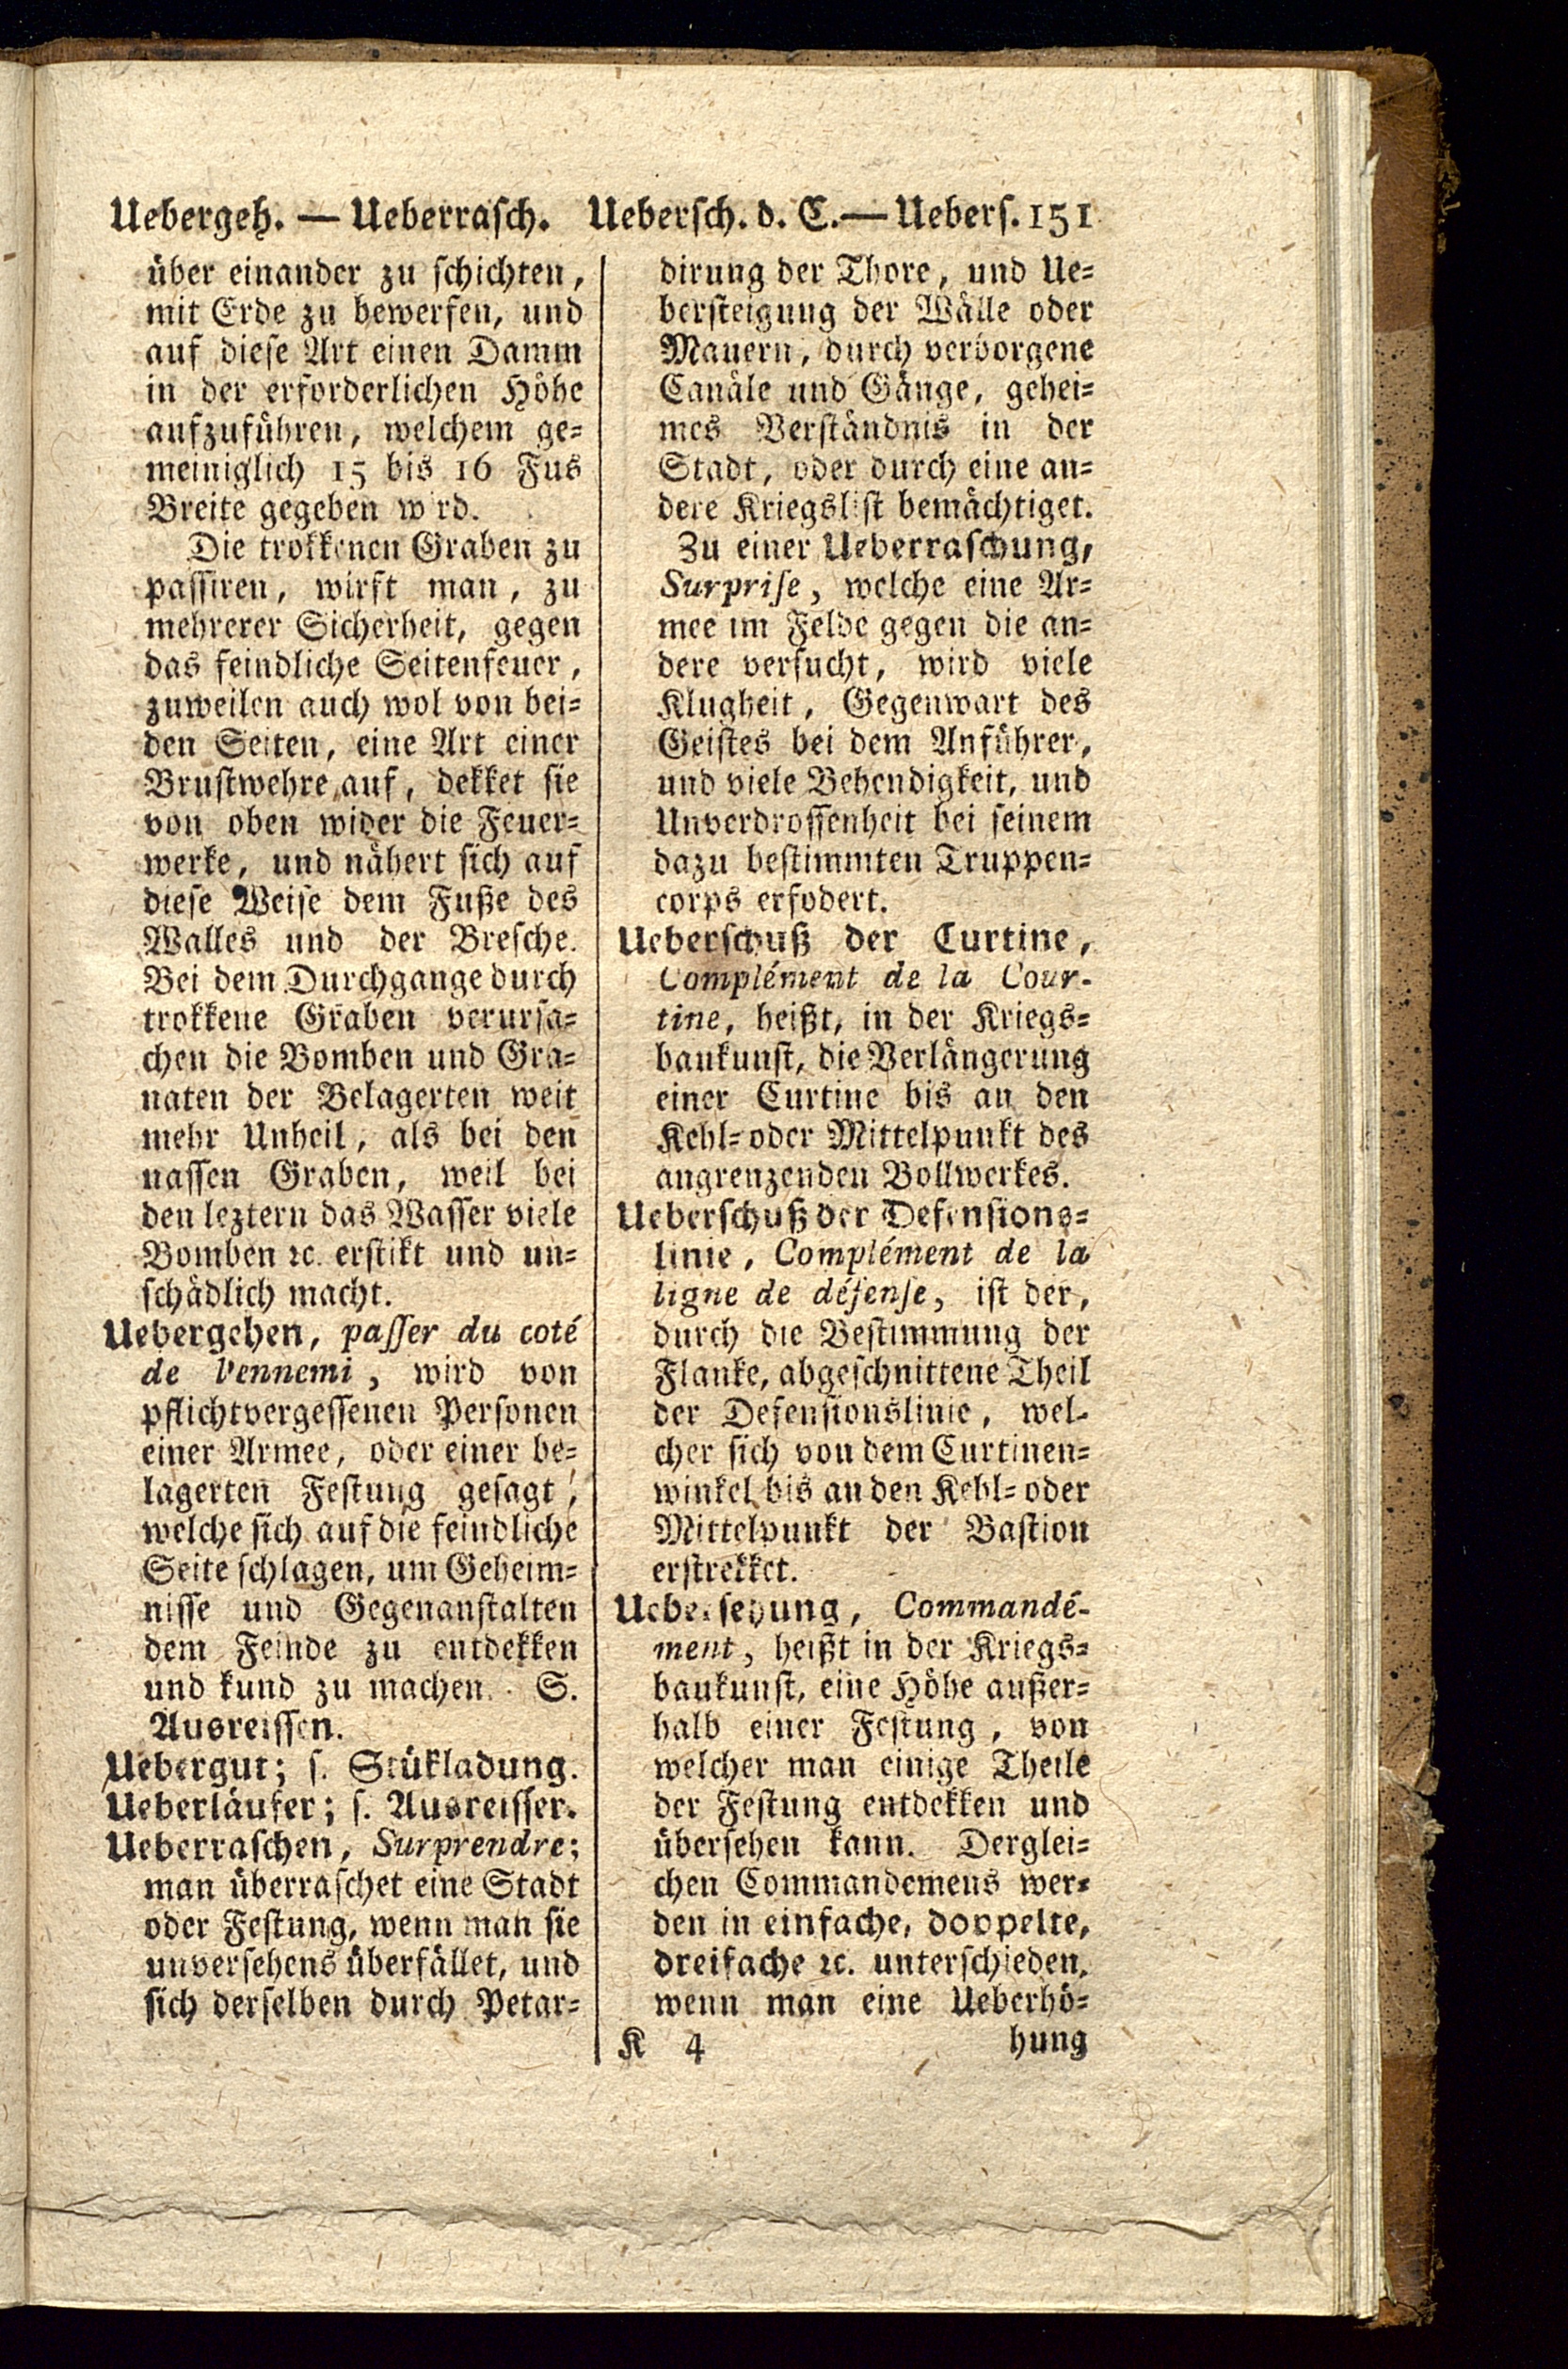 Uebergeh. — Ueberrasch. Uebersch. d. C. — Uebers. 151
über einander zu schichten,
mit Erde zu bewerfen, und
auf diese Art einen Damm
in der erforderlichen Höhe
aufzuführen, welchem ge-
meiniglich 15 bis 16 Fus
Breite gegeben wird.
Die trokkenen Graben zu
passiren, wirft man, zu
mehrerer Sicherheit, gegen
das feindliche Seitenfeuer,
zuweilen auch wol von bei-
den Seiten, eine Art einer
Brustwehre auf, dekket sie
von oben wider die Feuer-
werke, und nähert sich auf
diese Weise dem Fuße des
Walles und der Bresche.
Bei dem Durchgange durch
trokkene Graben verursa-
chen die Bomben und Gra-
naten der Belagerten weit
mehr Unheil, als bei den
nassen Graben, weil bei
den leztern das Wasser viele
Bomben ꝛc. erstikt und un-
schädlich macht.
Uebergehen, passer du coté
de l'ennemi, wird von
pflichtvergessenen Personen
einer Armee, oder einer be-
lagerten Festung gesagt,
welche sich auf die feindliche
Seite schlagen, um Geheim-
nisse und Gegenanstalten
dem Feinde zu entdekken
und kund zu machen. S.
Ausreissen.
Uebergut; s. Stükladung.
Ueberläufer; s. Ausreisser.
Ueberraschen, Surprendre;
man überraschet eine Stadt
oder Festung, wenn man sie
unversehens überfället, und
sich derselben durch Petar-
dirung der Thore, und Ue-
bersteigung der Wälle oder
Mauern, durch verborgene
Canäle und Gänge, gehei-
mes Verständnis in der
Stadt, oder durch eine an-
dere Kriegslist bemächtiget.
Zu einer Ueberraschung,
Surprise, welche eine Ar-
mee im Felde gegen die an-
dere versucht, wird viele
Klugheit, Gegenwart des
Geistes bei dem Anführer,
und viele Behendigkeit, und
Unverdrossenheit bei seinem
dazu bestimmten Truppen-
corps erfodert.
Ueberschuß der Curtine,
Complément de la Cour-
tine, heißt, in der Kriegs-
baukunst, die Verlängerung
einer Curtine bis an den
Kehl- oder Mittelpunkt des
angrenzenden Bollwerkes.
Ueberschuß der Defensions-
linie, Complément de la
ligne de défense, ist der,
durch die Bestimmung der
Flanke, abgeschnittene Theil
der Defensionslinie, wel-
cher sich von dem Curtinen-
winkel bis an den Kehl- oder
Mittelpunkt der Bastion
erstrekket.
Uebersehung, Commandé-
ment, heißt in der Kriegs-
baukunst, eine Höhe außer-
halb einer Festung, von
welcher man einige Theile
der Festung entdekken und
übersehen kann. Derglei-
chen Commandemens wer-
den in einfache, doppelte,
dreifache ꝛc. unterschieden,
wenn man eine Ueberhö-
K 4 hung